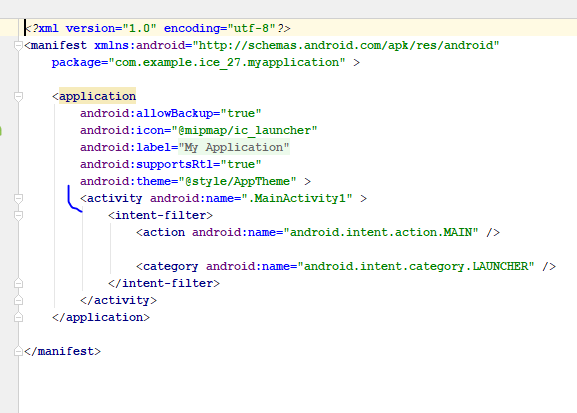 <?xml version="1.0" encoding="utf-8"?>
<manifest xmlns:android="http://schemas.android.com/apk/res/android"
package="com.example.ice_27.myapplication" >
<application
android:allowBackup="true"
android:icon="@mipmap/ic_launcher"
android:label="My Application"
android:supportsRtl="true"
android:theme="@style/AppTheme" >
<activity android:name=".MainActivity1" >
<intent-filter>
<action android:name="android.intent.action.MAIN" />
<category android:name="android.intent.category.LAUNCHER" />
</intent-filter>
</activity>
</application>
</manifest>